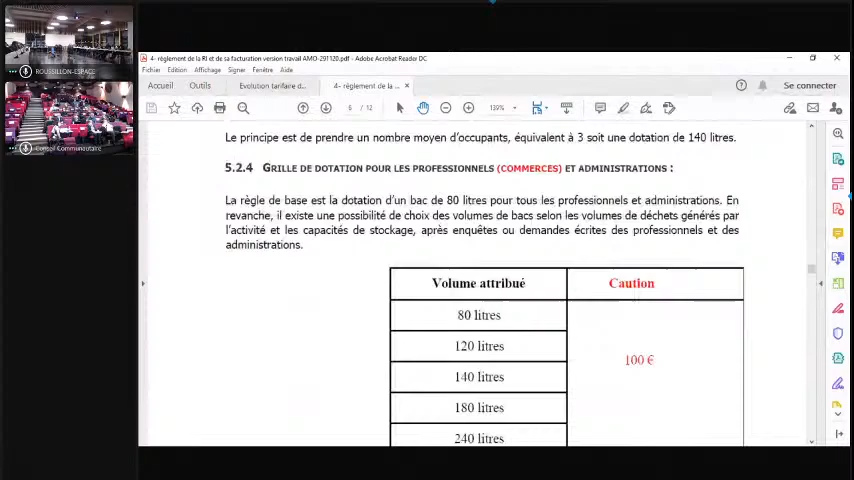 ROUSSILLON-ESPACE
Conseil Communautaire
4- règlement de la RI et de sa facturation version travail AMO-291120.pdf - Adobe Acrobat Reader DC
Fichier Edition Affichage Signer Fenêtre Aide
Accueil Outils Evolution tarifaire d... 4- règlement de la ... × Se connecter
6 / 12 139%
Le principe est de prendre un nombre moyen d'occupants, équivalent à 3 soit une dotation de 140 litres.
5.2.4 GRILLE DE DOTATION POUR LES PROFESSIONNELS (COMMERCES) ET ADMINISTRATIONS :
La règle de base est la dotation d'un bac de 80 litres pour tous les professionnels et administrations. En
revanche, il existe une possibilité de choix des volumes de bacs selon les volumes de déchets générés par
l'activité et les capacités de stockage, après enquêtes ou demandes écrites des professionnels et des
administrations.
Volume attribué Caution
80 litres
120 litres
100 €
140 litres
180 litres
240 litres